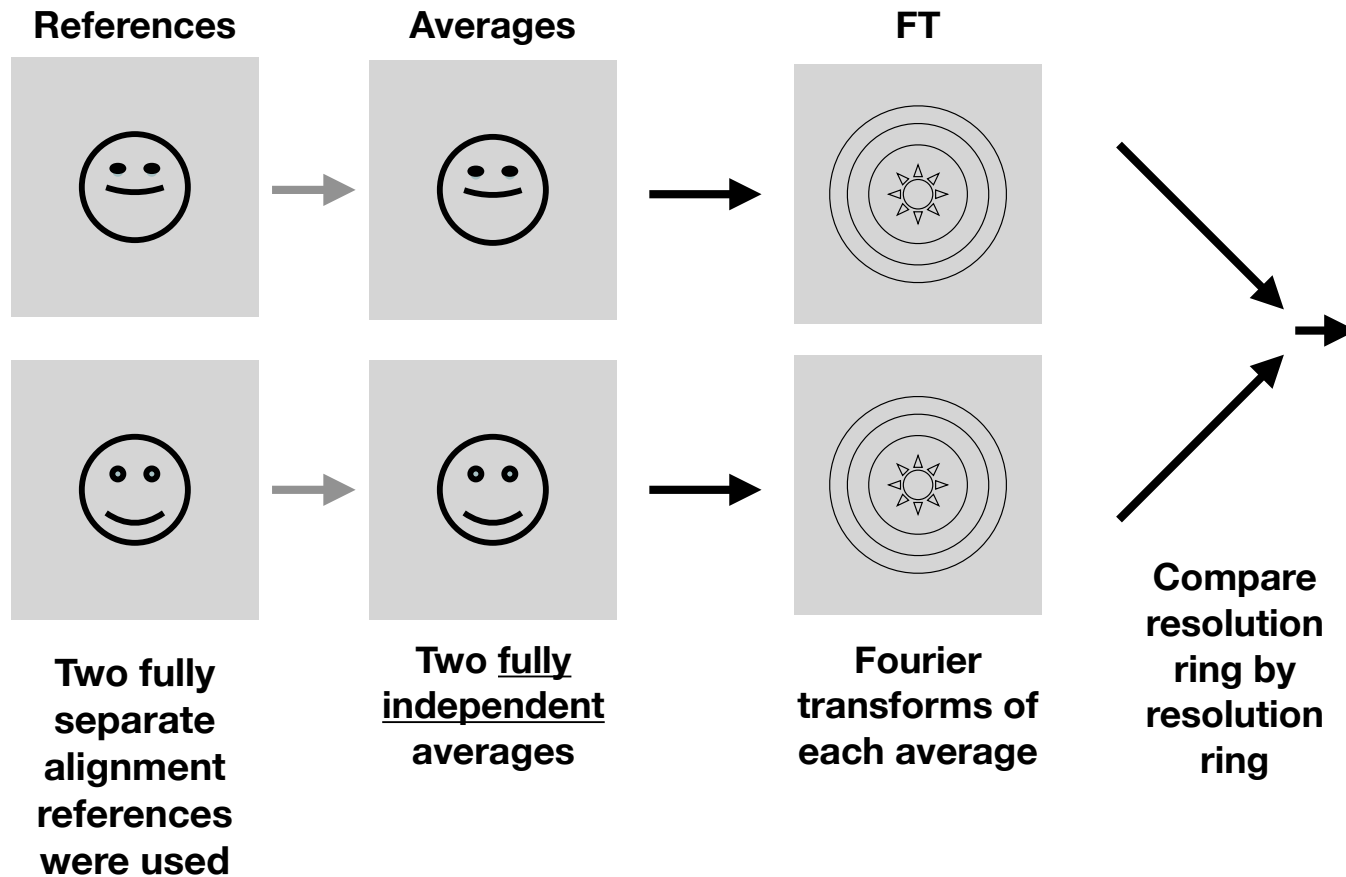 References
Averages
FT
Two fully
separate
alignment
references
were used
Two fully
independent
averages
Fourier
transforms of
each average
Compare
resolution
ring by
resolution
ring